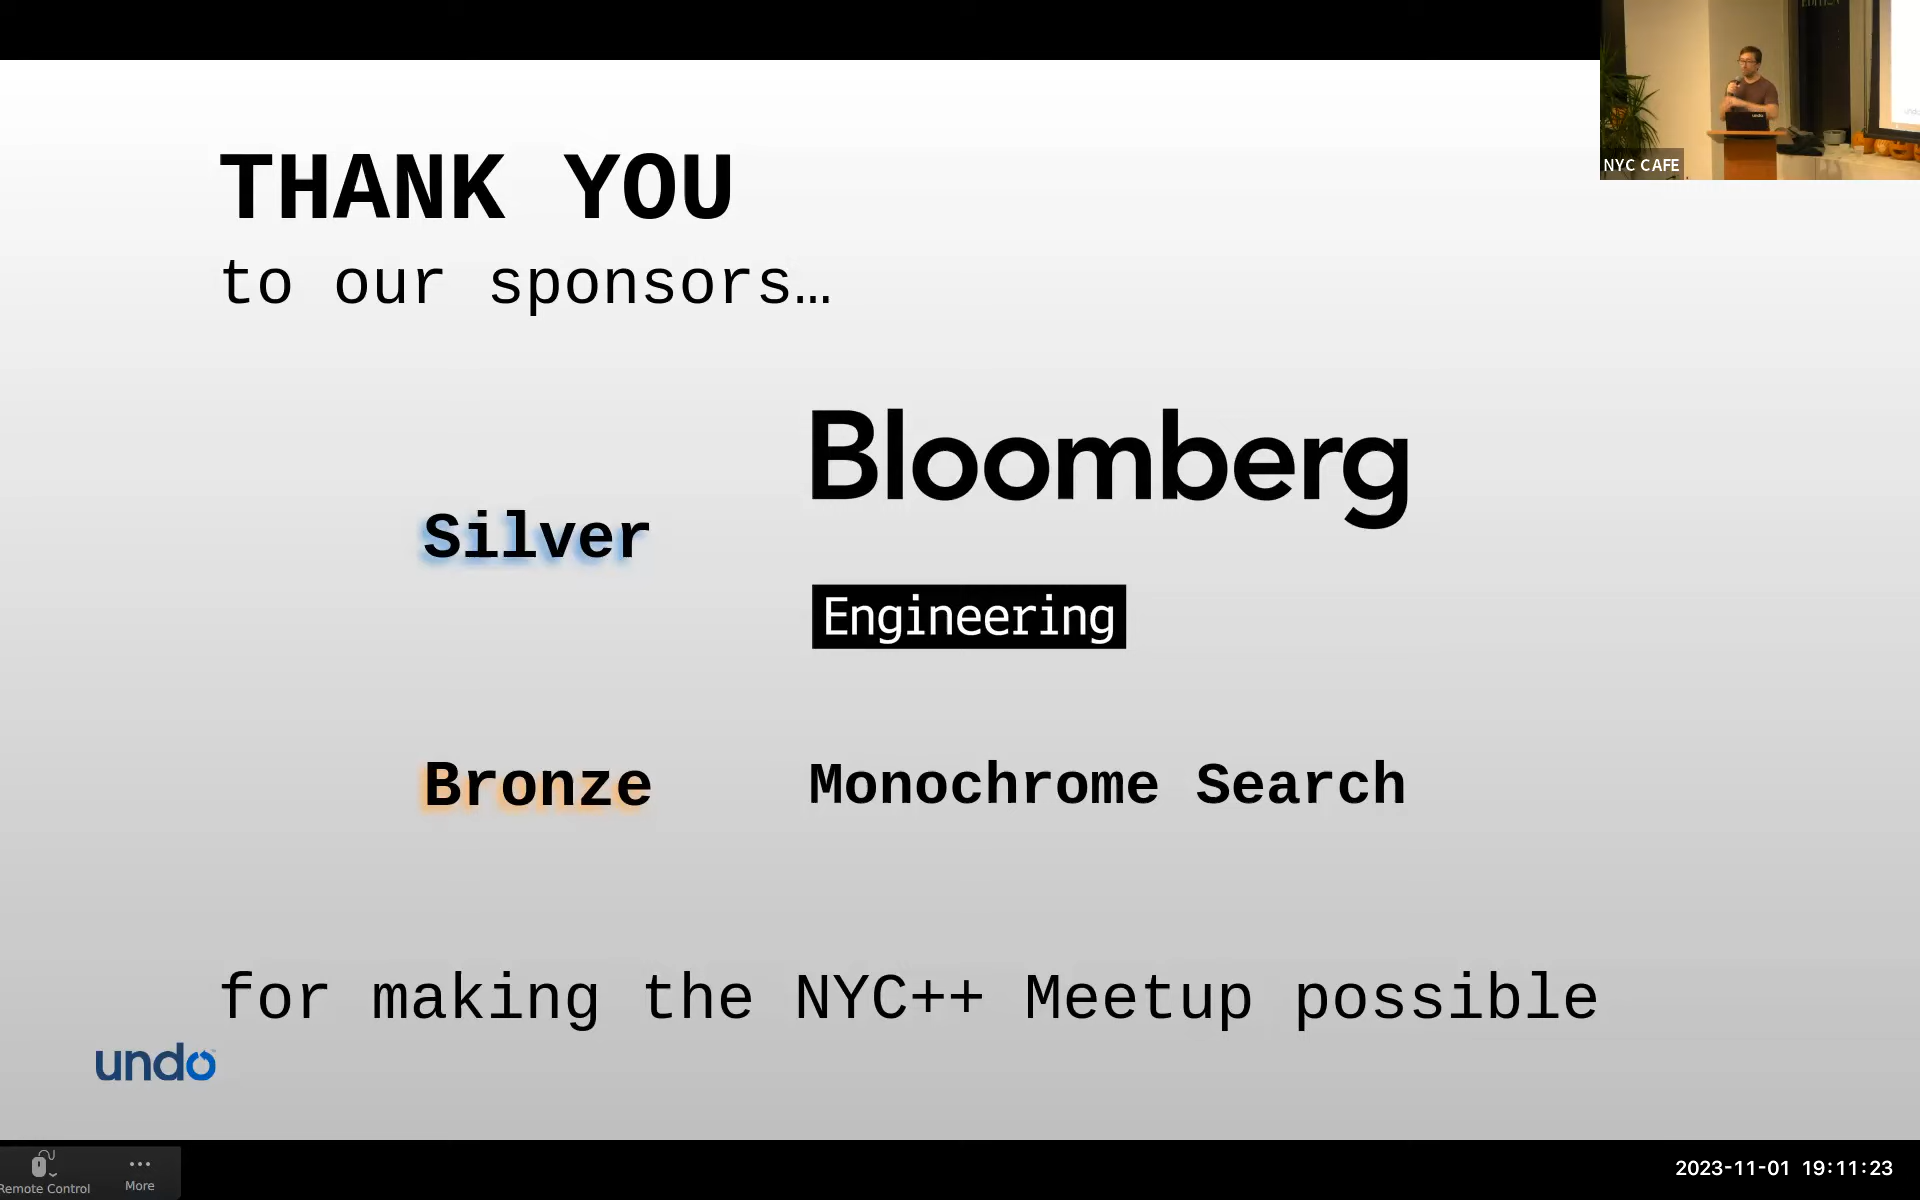 THANK YOU
to our sponsors…
Bloomberg
Silver
Engineering
Bronze
Monochrome Search
for making the NYC++ Meetup possible
undo
NYC CAFE
Remote Control
More
2023-11-01 19:11:23